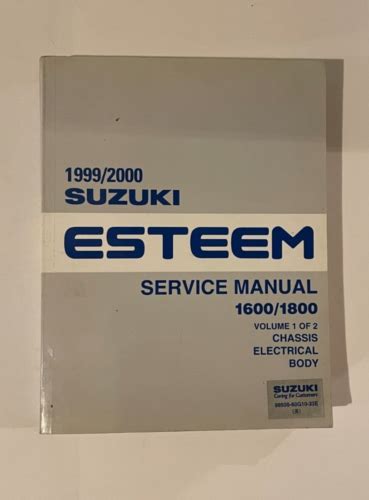 1999/2000
SUZUKI
ESTEEM
SERVICE MANUAL
1600/1800
VOLUME 1 OF 2
CHASSIS
ELECTRICAL
BODY
SUZUKI
Caring for Customers